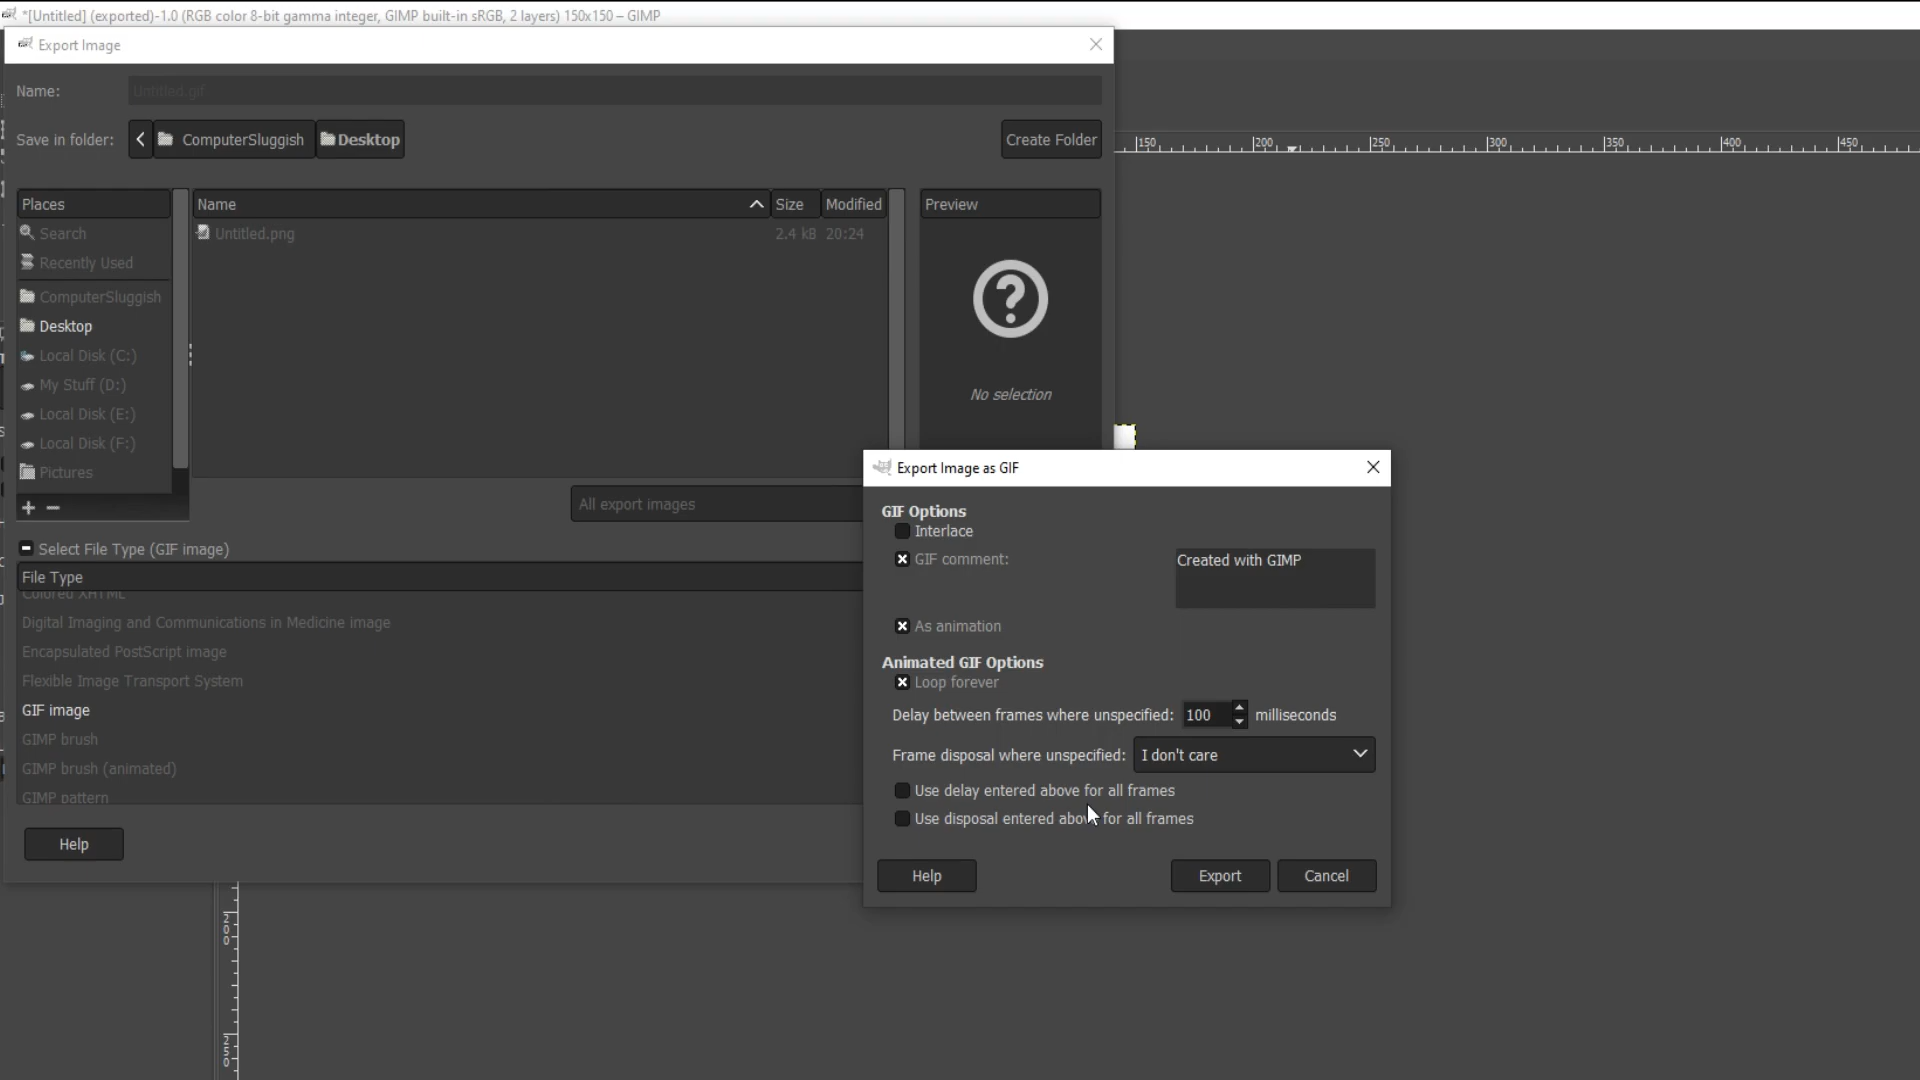 *[Untitled] (exported)-1.0 (RGB color 8-bit gamma integer, GIMP built-in sRGB, 2 layers) 150x150 – GIMP
Export Image
Name: Untitled.gif
Save in folder: ComputerSluggish Desktop Create Folder
150 200 250 300 350 400 450
Places Name Size Modified Preview
Search Untitled.png 2.4 kB 20:24
Recently Used
ComputerSluggish
Desktop
Local Disk (C:)
My Stuff (D:)
No selection
Local Disk (E:)
Local Disk (F:)
Pictures
All export images
Select File Type (GIF image)
File Type
Colored XHTML
Digital Imaging and Communications in Medicine image
Encapsulated PostScript image
Flexible Image Transport System
GIF image
GIMP brush
GIMP brush (animated)
GIMP pattern
Help
Export Image as GIF
GIF Options
Interlace
GIF comment: Created with GIMP
As animation
Animated GIF Options
Loop forever
Delay between frames where unspecified: 100 milliseconds
Frame disposal where unspecified: I don't care
Use delay entered above for all frames
Use disposal entered above for all frames
Help Export Cancel
200
250